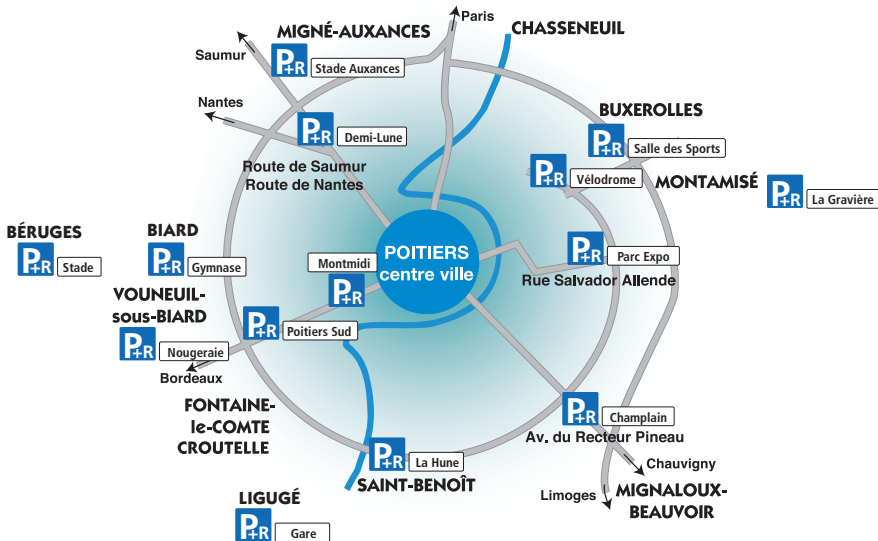 Paris
MIGNÉ-AUXANCES
CHASSENEUIL
Saumur
P+R Stade Auxances
Nantes
BUXEROLLES
P+R Demi-Lune
P+R Salle des Sports
Route de Saumur
Route de Nantes
P+R Vélodrome
MONTAMISÉ
P+R La Gravière
BÉRUGES
P+R Stade
BIARD
P+R Gymnase
Montmidi
P+R
POITIERS
centre ville
P+R Parc Expo
Rue Salvador Allende
VOUNEUIL-
sous-BIARD
P+R Poitiers Sud
P+R Nougeraie
Bordeaux
FONTAINE-
le-COMTE
CROUTELLE
P+R Champlain
Av. du Recteur Pineau
P+R La Hune
SAINT-BENOÎT
Chauvigny
Limoges
MIGNALOUX-
BEAUVOIR
LIGUGÉ
P+R Gare